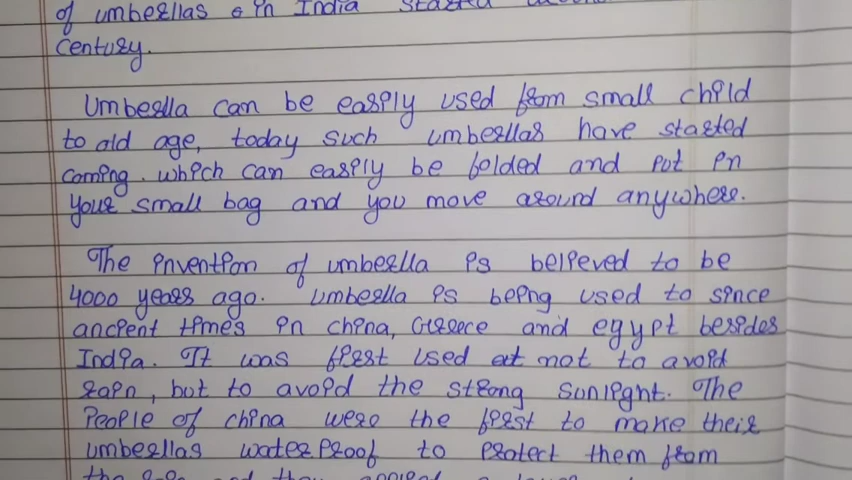 of umbrellas in India started
century.
Umbrella can be easily used from small child
to old age, today such umbrellas have started
coming. which can easily be folded and put in
your small bag and you move around anywhere.
The invention of umbrella is believed to be
4000 years ago. Umbrella is being used to since
ancient times in china, Greece and egypt besides
India. It was first used at not to avoid
rain, but to avoid the strong sunlight. The
People of china were the first to make their
umbrellas waterproof to protect them from
the